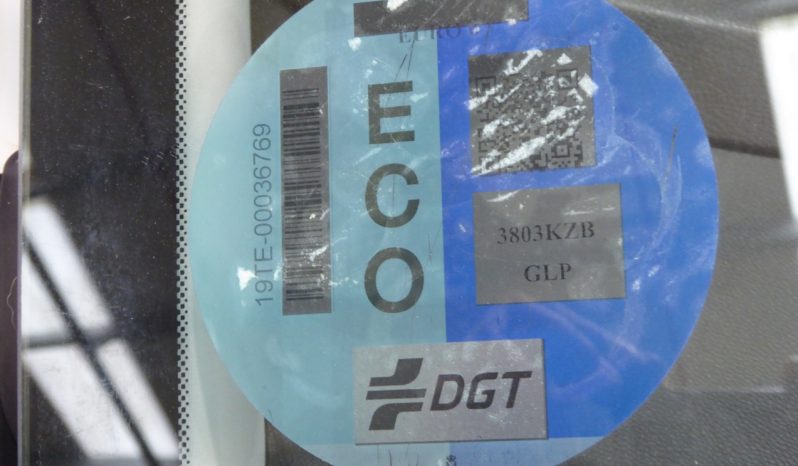 19TE-00036769
ECO
3803KZB
GLP
DGT